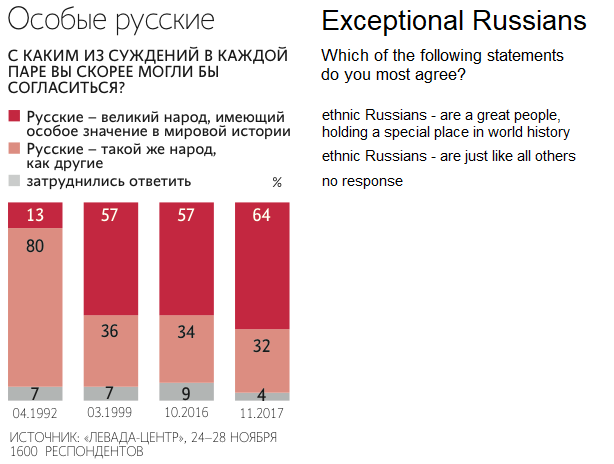 Особые русские
С КАКИМ ИЗ СУЖДЕНИЙ В КАЖДОЙ
ПАРЕ ВЫ СКОРЕЕ МОГЛИ БЫ
СОГЛАСИТЬСЯ?
Русские – великий народ, имеющий
особое значение в мировой истории
Русские – такой же народ,
как другие
затруднились ответить %
13 57 57 64
80 36 34 32
7 7 9 4
04.1992 03.1999 10.2016 11.2017
ИСТОЧНИК: «ЛЕВАДА-ЦЕНТР», 24–28 НОЯБРЯ
1600 РЕСПОНДЕНТОВ
Exceptional Russians
Which of the following statements
do you most agree?
ethnic Russians - are a great people,
holding a special place in world history
ethnic Russians - are just like all others
no response